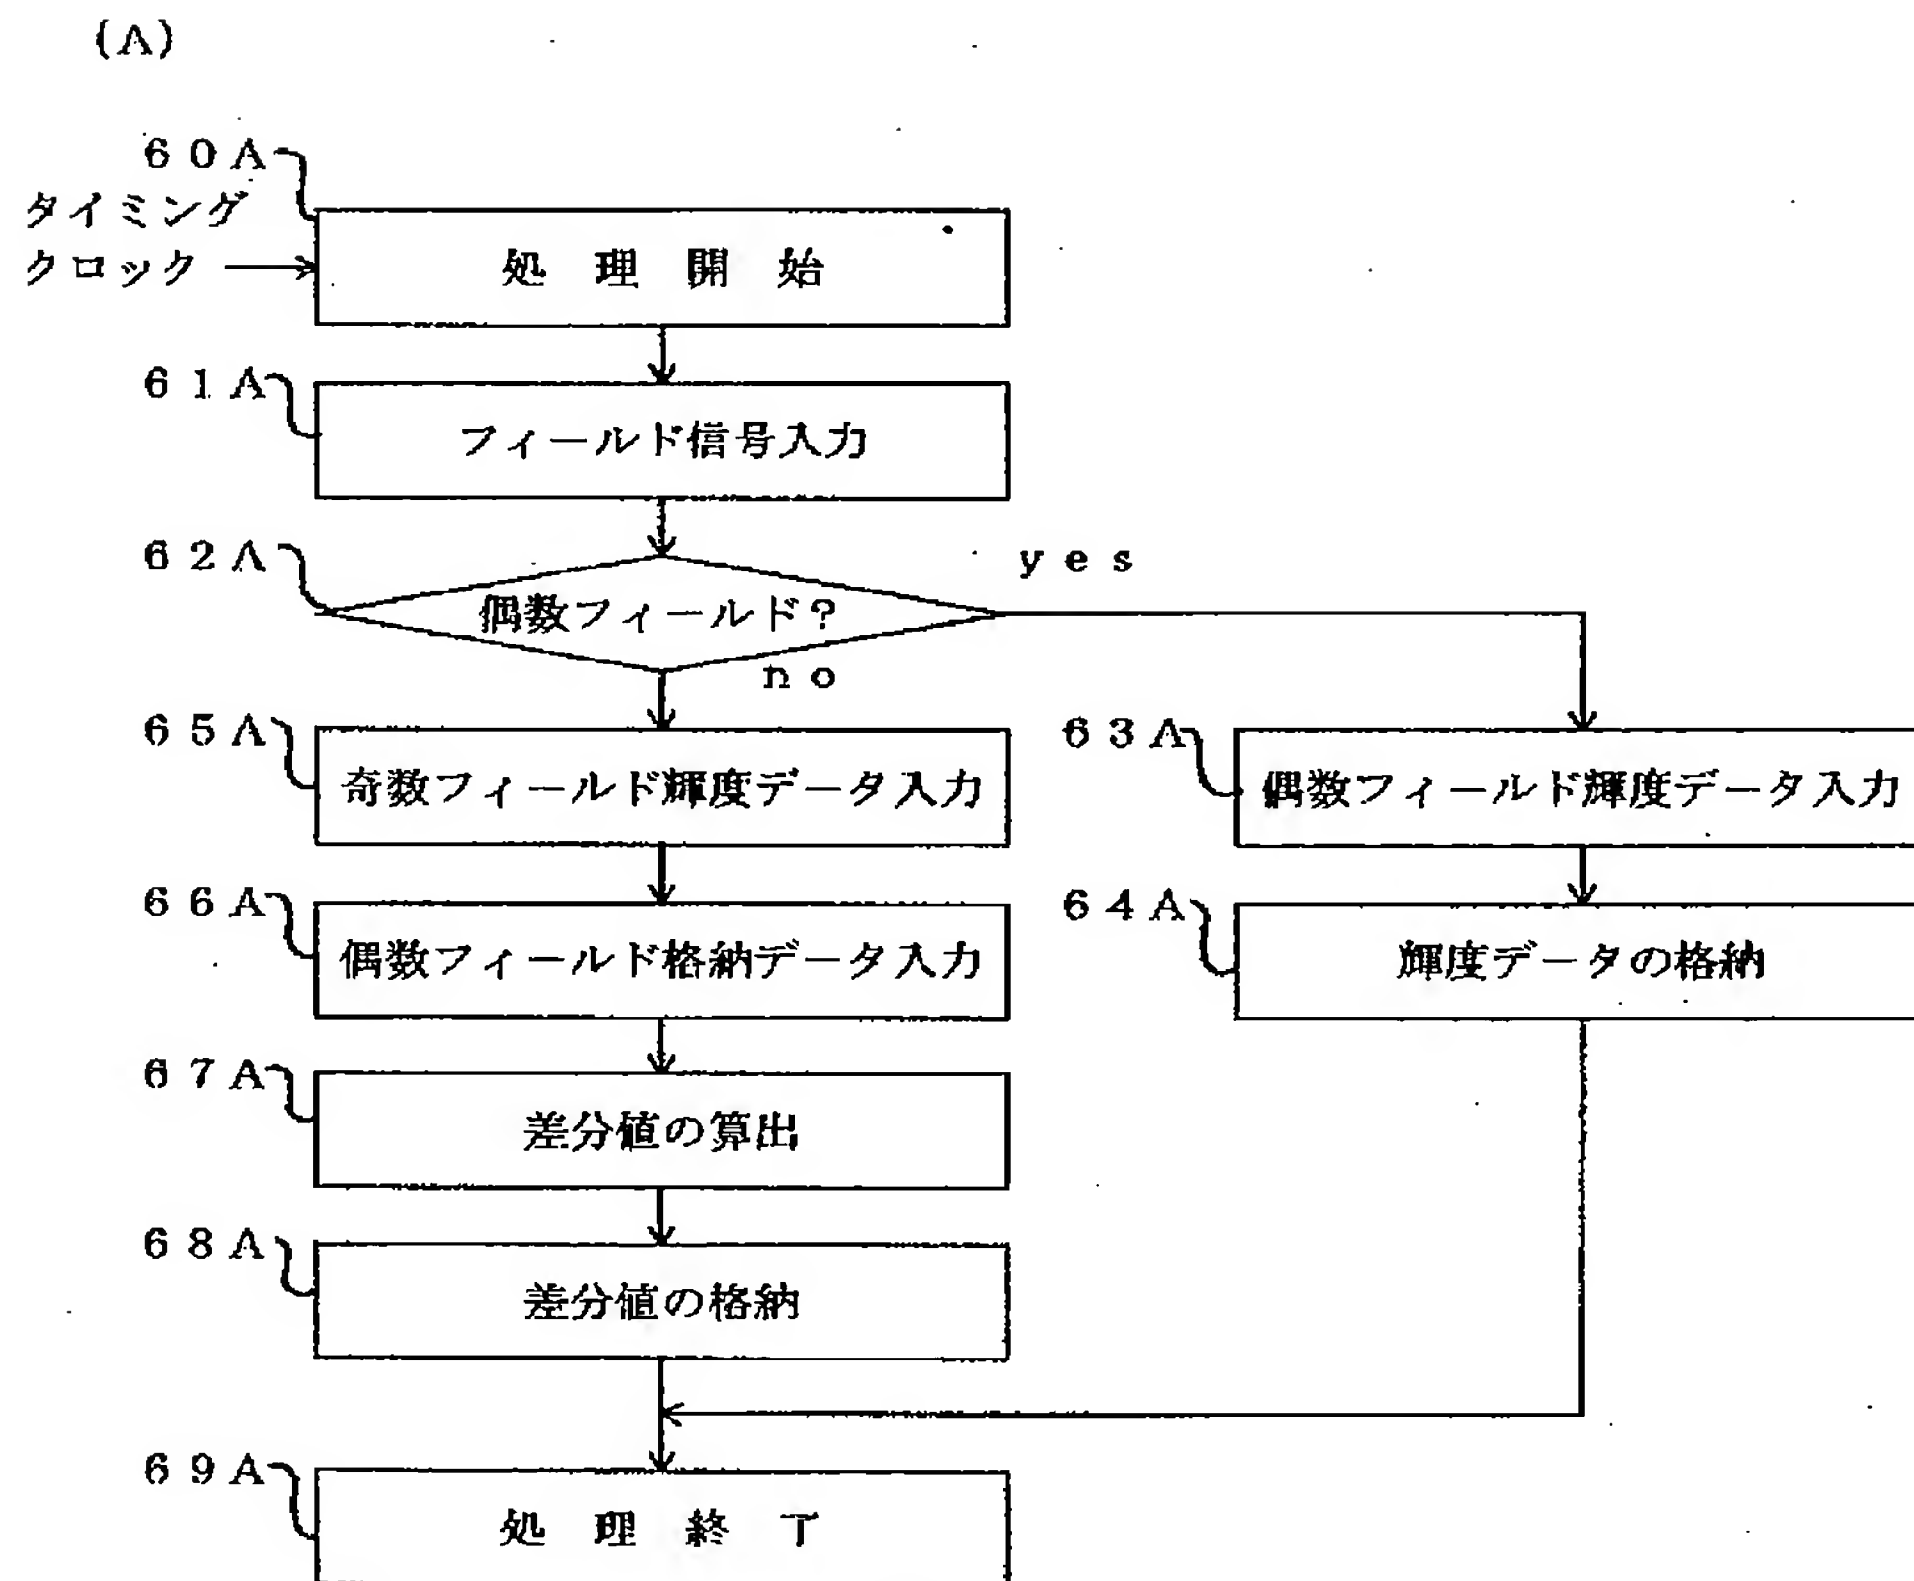 (A)
60A
タイミング
クロック
処理開始
61A
フィールド信号入力
62A
yes
偶数フィールド?
no
65A
奇数フィールド輝度データ入力
63A
偶数フィールド輝度データ入力
66A
偶数フィールド格納データ入力
64A
輝度データの格納
67A
差分値の算出
68A
差分値の格納
69A
処理終了